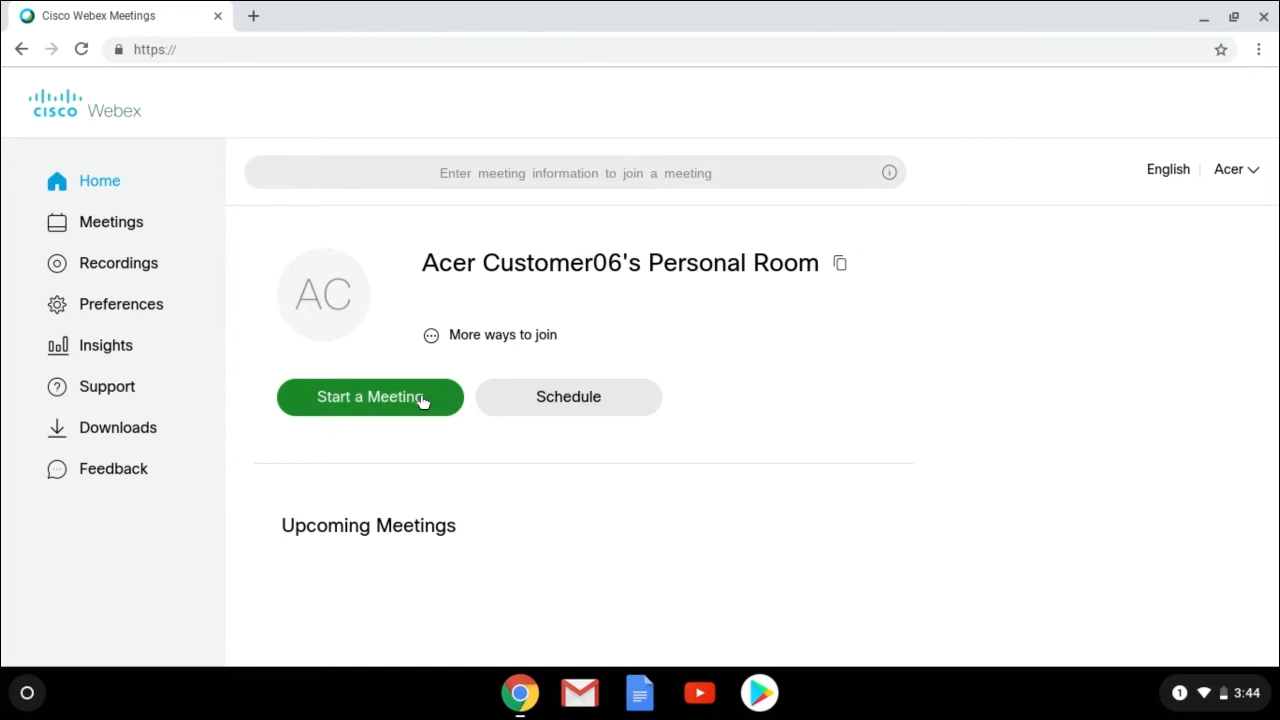 Cisco Webex Meetings
https://
CISCO Webex
Home
Meetings
Recordings
Preferences
Insights
Support
Downloads
Feedback
Enter meeting information to join a meeting
English
Acer
AC
Acer Customer06's Personal Room
More ways to join
Start a Meeting
Schedule
Upcoming Meetings
1
3:44